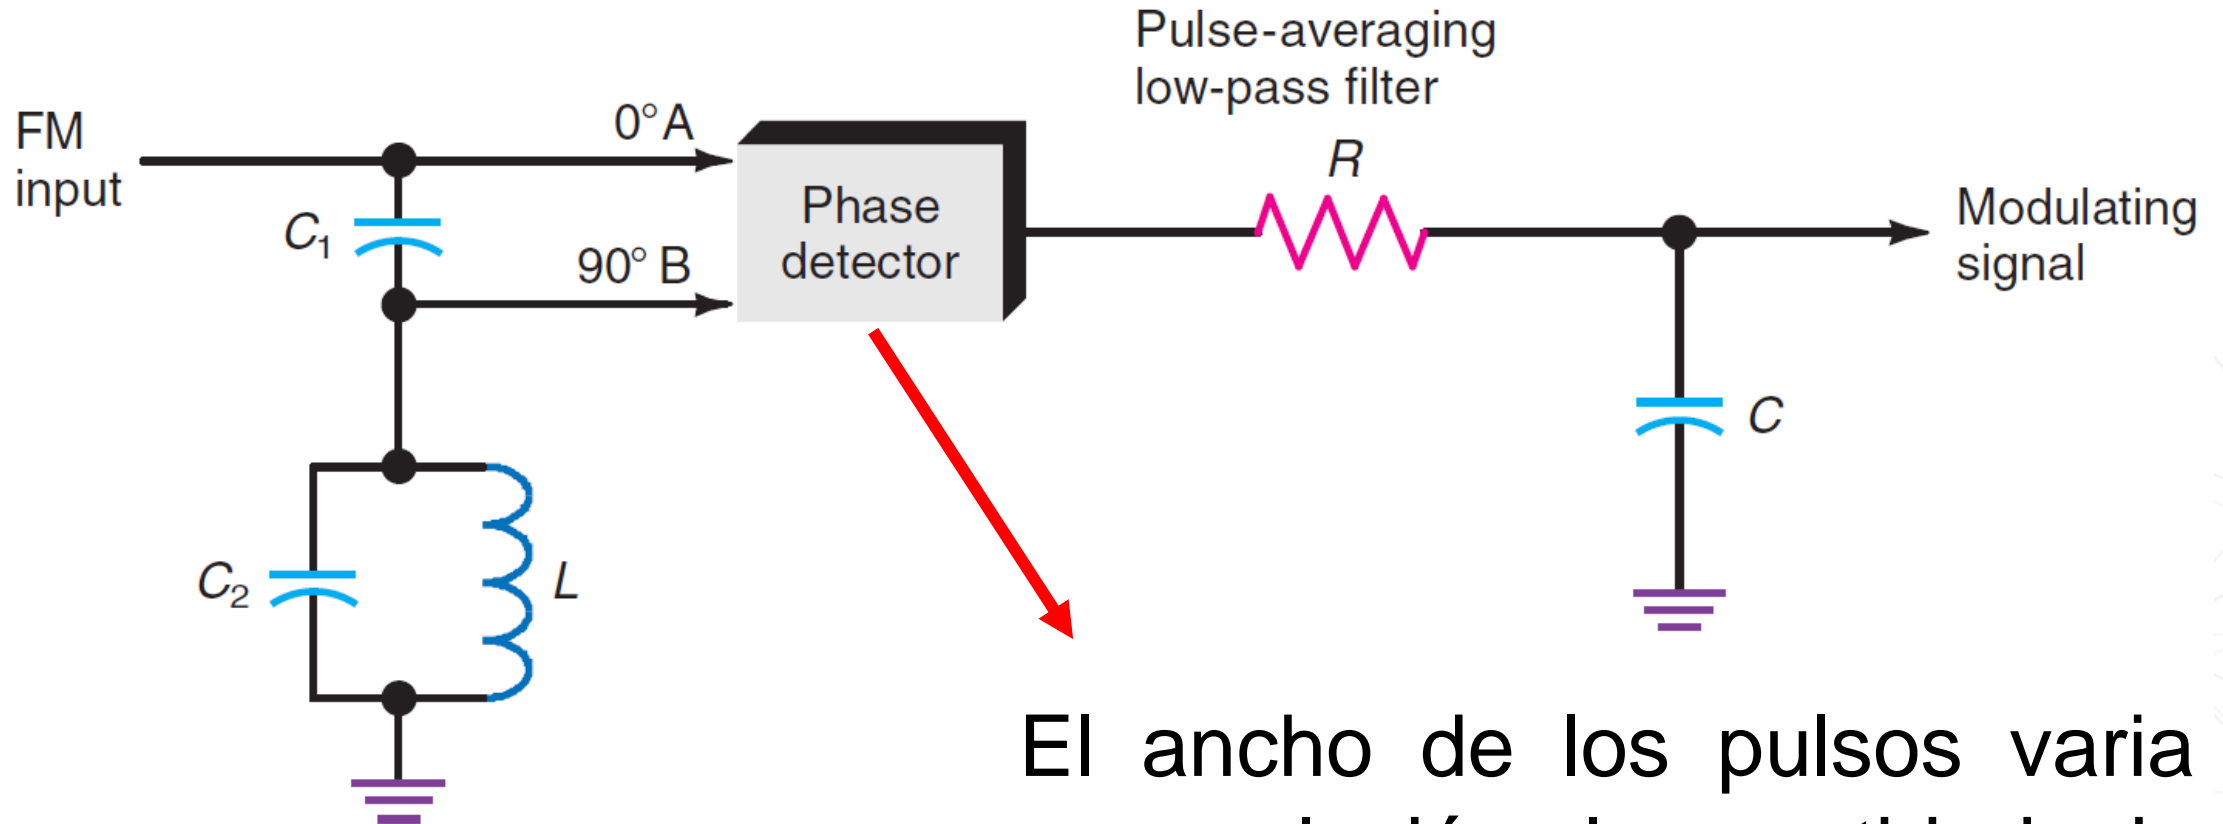 Pulse-averaging
low-pass filter
FM
input
0° A
R
Phase
detector
Modulating
signal
C1
90° B
C
C2
L
El ancho de los pulsos varia